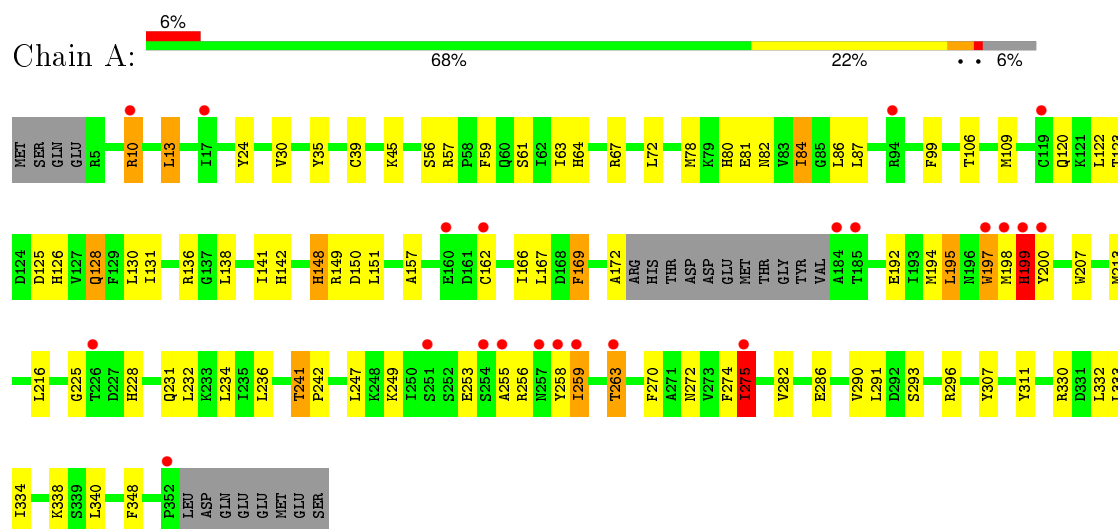 6%
Chain A:
68% 22% • • 6%
MET SER GLN GLU R5 R10 L13 I17 Y24 V30 Y35 C39 K45 S56 R57 P58 F59 Q60 S61 I62 I63 H64 R67 L72 M78 K79 H80 E81 N82 V83 I84 G85 L86 L87 R94 F99 T106 M109 C119 Q120 K121 L122 T123
D124 D125 H126 V127 Q128 F129 L130 I131 R136 G137 L138 I141 H142 H148 R149 D150 L151 A157 E160 D161 C162 I166 L167 D168 F169 A172 ARG HIS THR ASP ASP GLU MET THR GLY TYR VAL A184 T185 E192 I193 M194 L195 N196 W197 M198 H199 Y200 W207 M213
L216 G225 T226 D227 H228 Q231 L232 K233 L234 I235 L236 T241 P242 L247 K248 K249 I250 S251 S252 E253 S254 A255 R256 N257 Y258 I259 T263 F270 A271 N272 V273 F274 I275 V282 E286 V290 L291 D292 S293 R296 Y307 Y311 R330 D331 L332 L333
I334 K338 S339 L340 F348 P352 LEU ASP GLN GLU GLU MET GLU SER